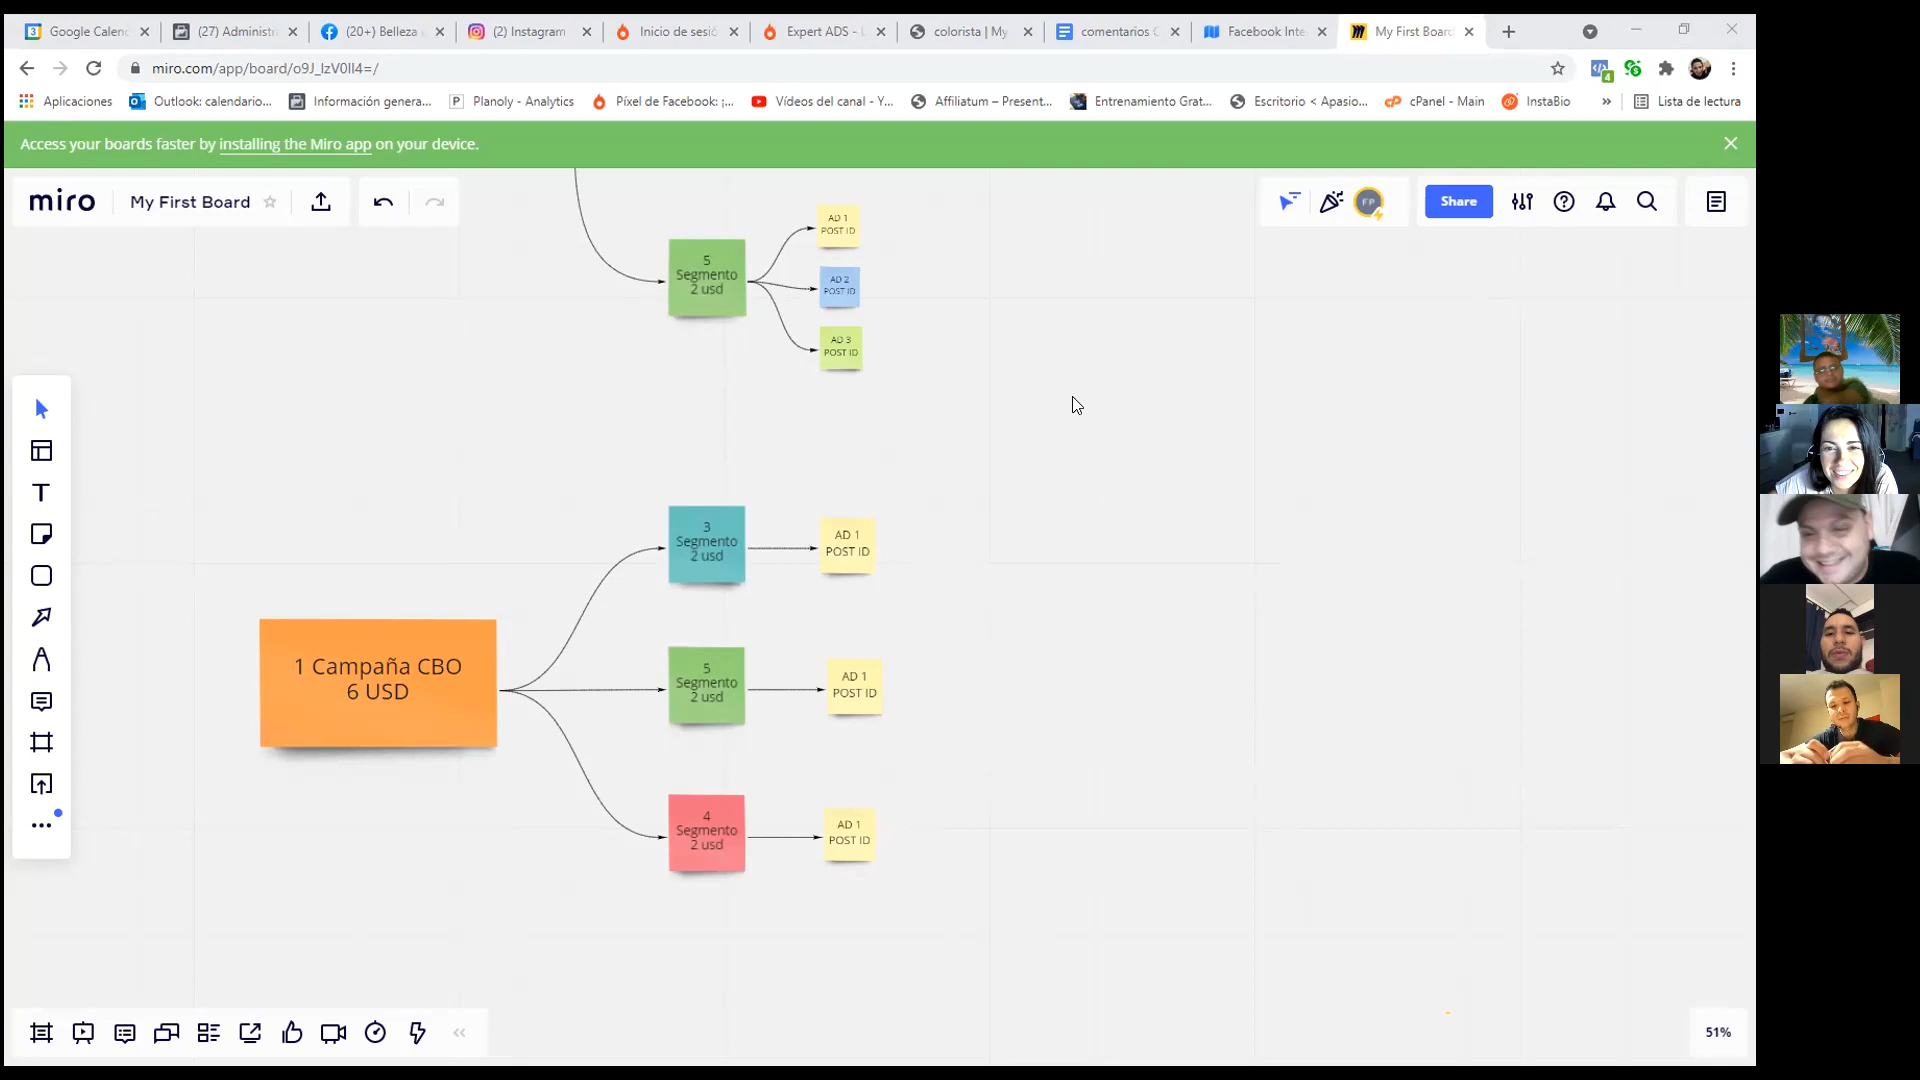 Google Calen
(27) Administr
(20+) Belleza
(2) Instagram
Inicio de sesió
Expert ADS - L
colorista | My
comentarios C
Facebook Inte
My First Board
miro.com/app/board/o9J_lzV0lI4=/
4
Aplicaciones
Outlook: calendario...
Información genera...
Planoly - Analytics
Píxel de Facebook: ¡...
Vídeos del canal - Y...
Affiliatum – Present...
Entrenamiento Grat...
Escritorio < Apasio...
cPanel - Main
InstaBio
»
Lista de lectura
Access your boards faster by installing the Miro app on your device.
miro
My First Board
FP
Share
5
Segmento
2 usd
AD 1
POST ID
AD 2
POST ID
AD 3
POST ID
1 Campaña CBO
6 USD
3
Segmento
2 usd
AD 1
POST ID
5
Segmento
2 usd
AD 1
POST ID
4
Segmento
2 usd
AD 1
POST ID
51%